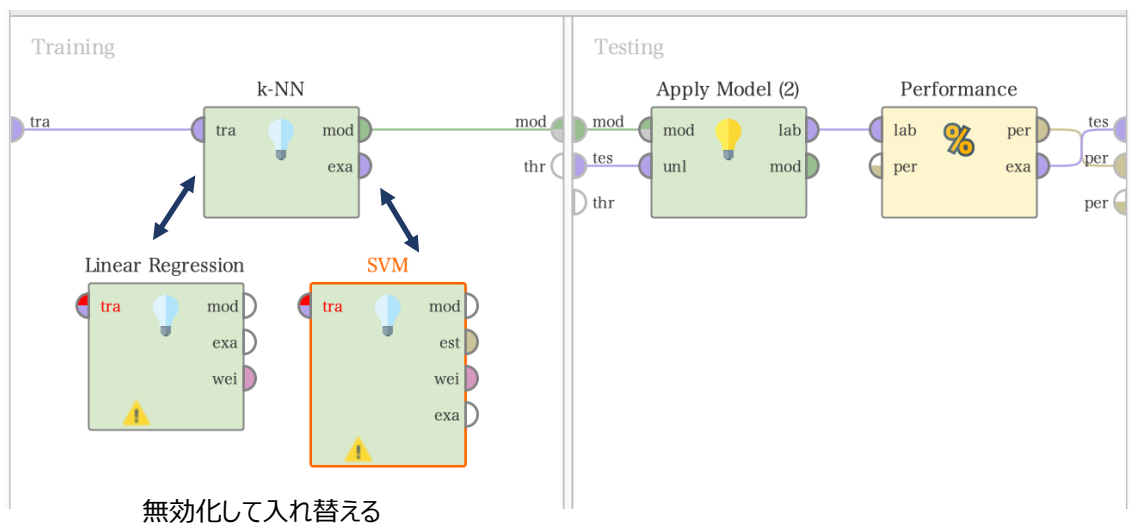 Training
Testing
k-NN
Apply Model (2)
Performance
tra
tra
mod
mod
mod
mod
lab
lab
per
tes
exa
thr
tes
unl
mod
per
exa
per
thr
per
Linear Regression
SVM
tra
mod
tra
mod
exa
est
wei
wei
exa
無効化して入れ替える